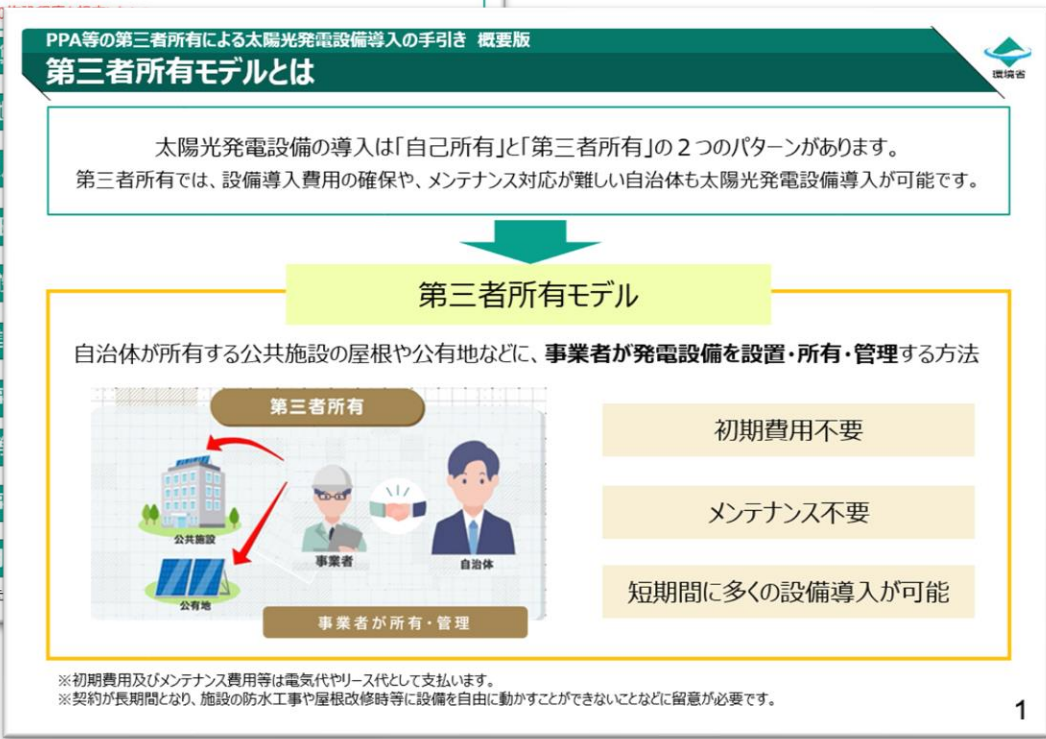 PPA等の第三者所有による太陽光発電設備導入の手引き 概要版
第三者所有モデルとは
環境省
太陽光発電設備の導入は「自己所有」と「第三者所有」の２つのパターンがあります。
第三者所有では、設備導入費用の確保や、メンテナンス対応が難しい自治体も太陽光発電設備導入が可能です。
第三者所有モデル
自治体が所有する公共施設の屋根や公有地などに、事業者が発電設備を設置・所有・管理する方法
第三者所有
公共施設
公有地
事業者
自治体
事業者が所有・管理
初期費用不要
メンテナンス不要
短期間に多くの設備導入が可能
※初期費用及びメンテナンス費用等は電気代やリース代として支払います。
※契約が長期間となり、施設の防水工事や屋根改修時等に設備を自由に動かすことができないことなどに留意が必要です。
1